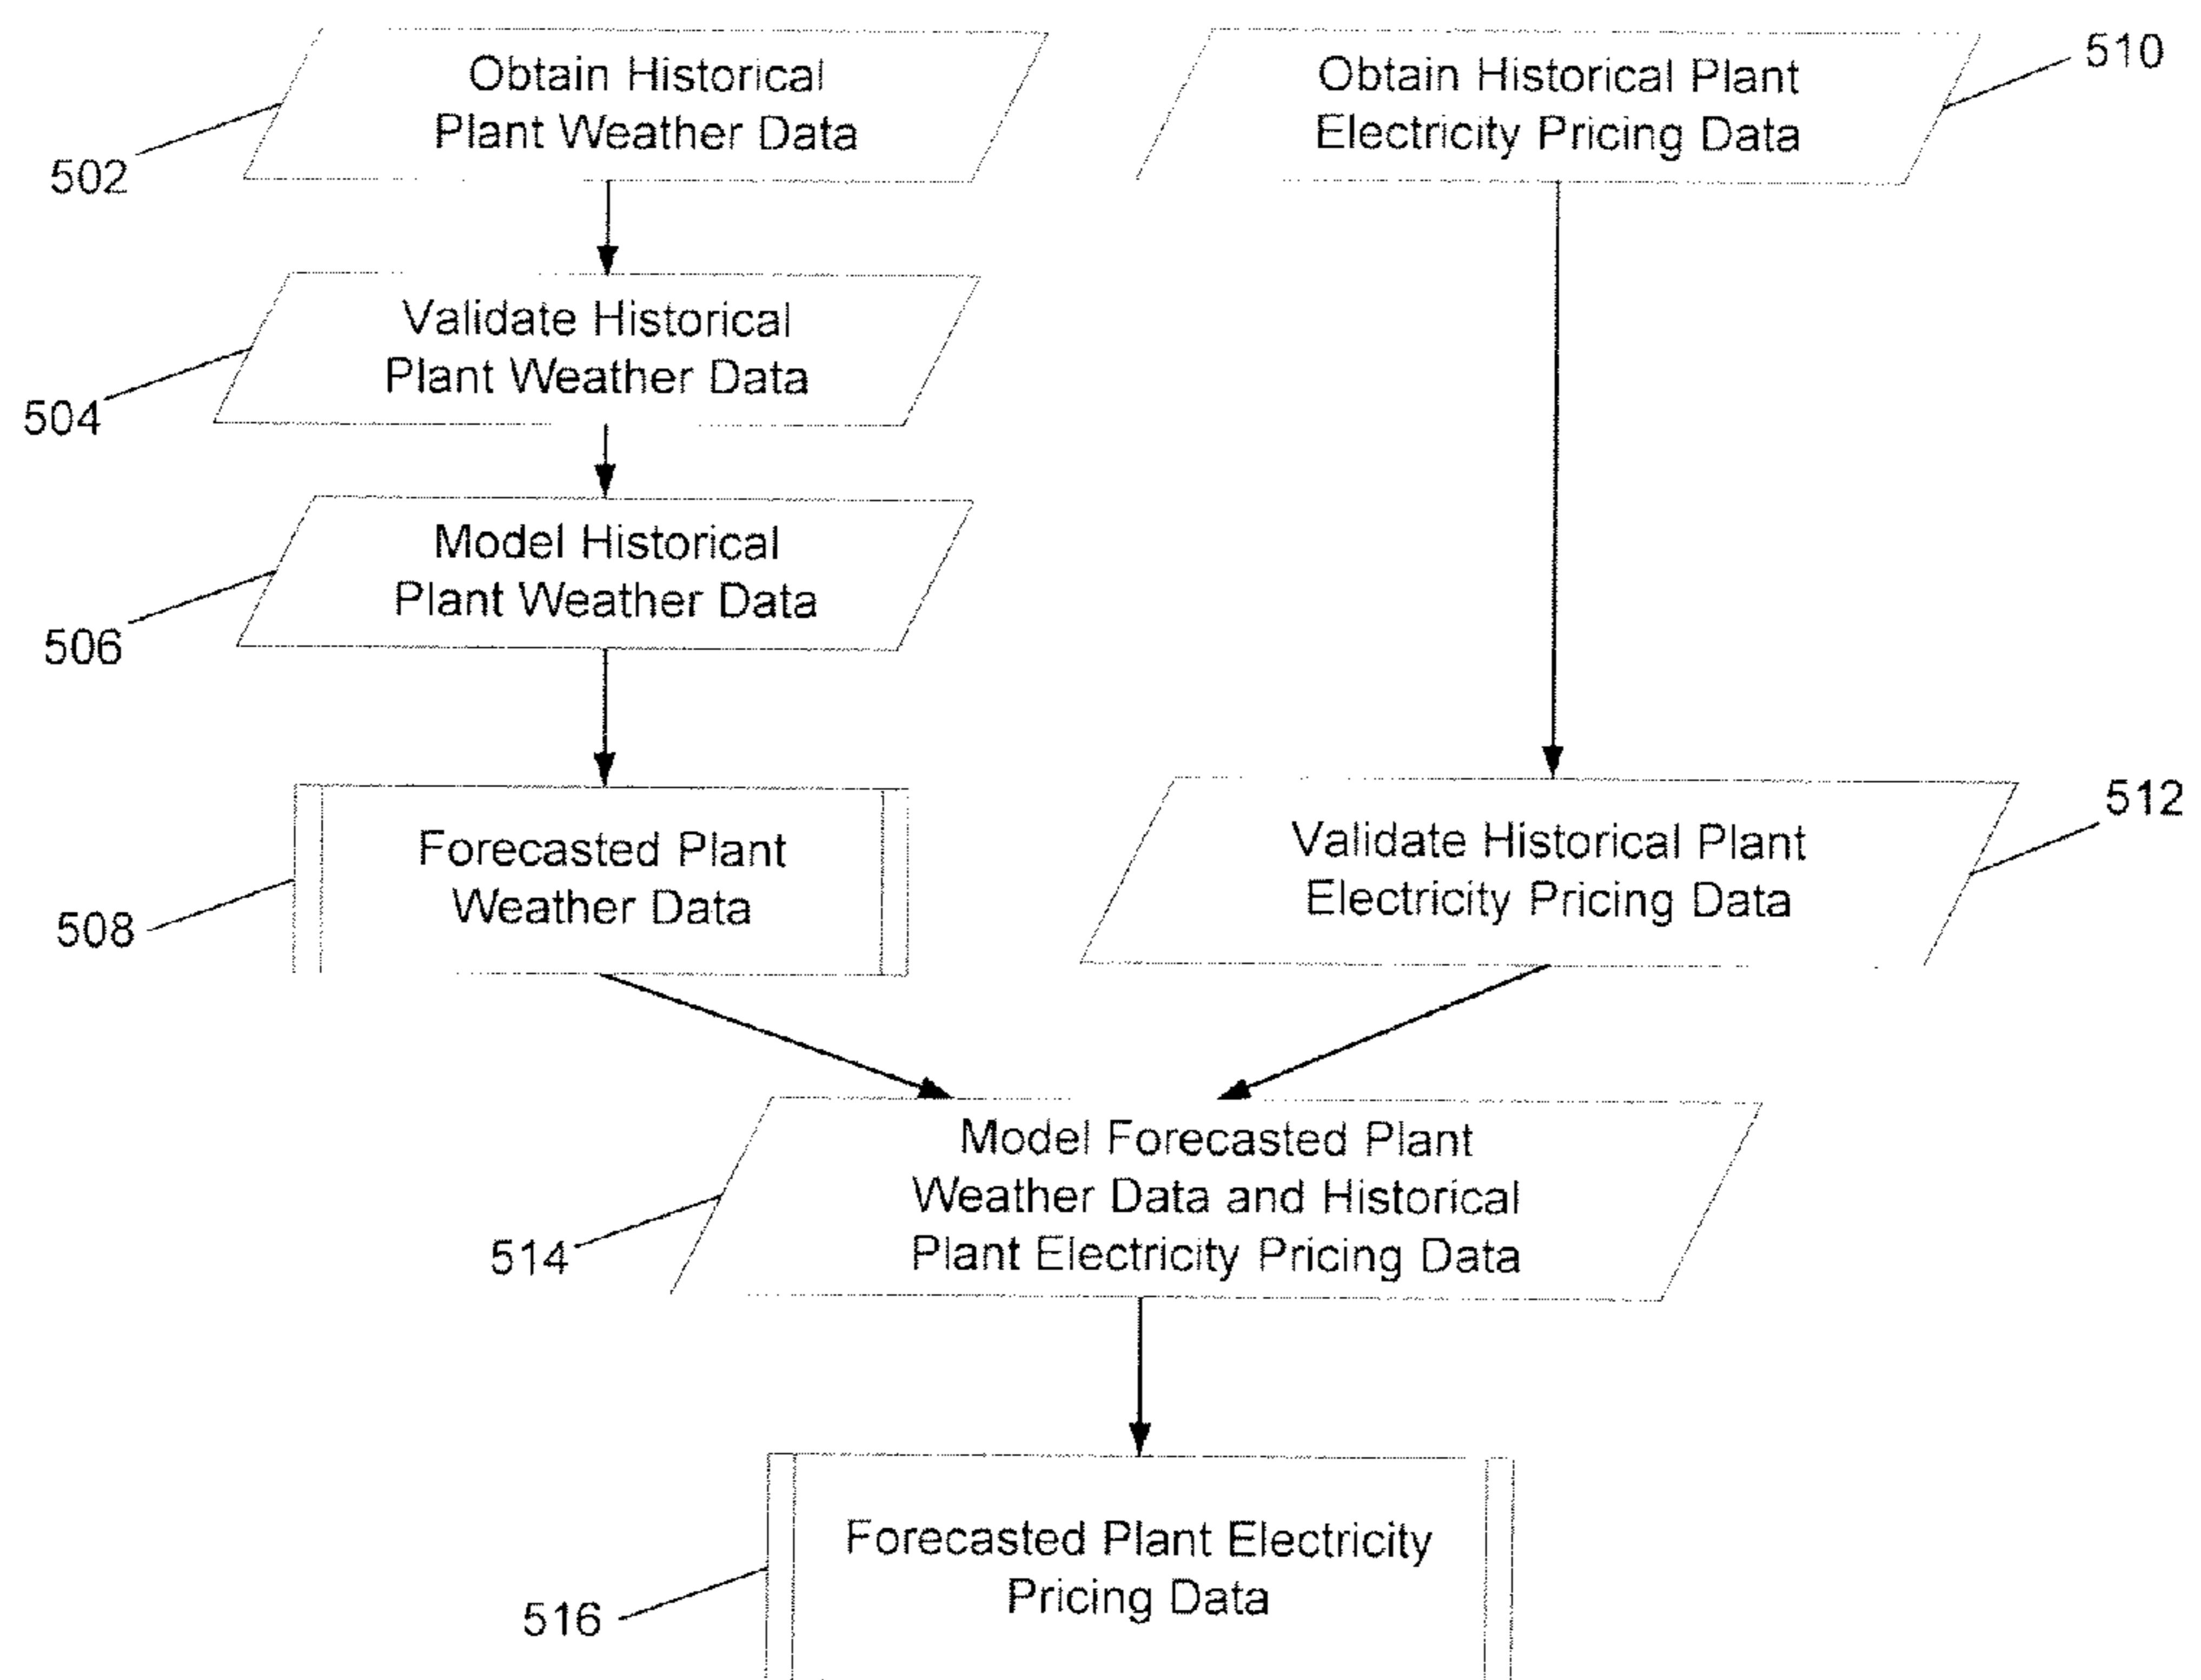 Obtain Historical
Plant Weather Data
502
Obtain Historical Plant
Electricity Pricing Data
510
Validate Historical
Plant Weather Data
504
Model Historical
Plant Weather Data
506
Forecasted Plant
Weather Data
508
Validate Historical Plant
Electricity Pricing Data
512
Model Forecasted Plant
Weather Data and Historical
Plant Electricity Pricing Data
514
Forecasted Plant Electricity
Pricing Data
516